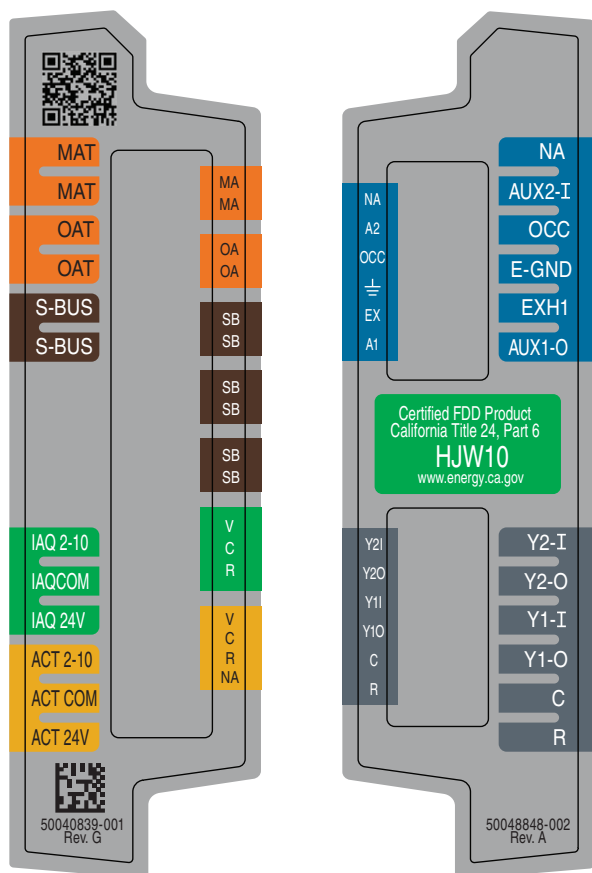 MAT
MAT
OAT
OAT
S-BUS
S-BUS
IAQ 2-10
IAQCOM
IAQ 24V
ACT 2-10
ACT COM
ACT 24V
50040839-001
Rev. G
MA
MA
OA
OA
SB
SB
SB
SB
SB
SB
V
C
R
V
C
R
NA
NA
A2
OCC
EX
A1
NA
AUX2-I
OCC
E-GND
EXH1
AUX1-O
Certified FDD Product
California Title 24, Part 6
HJW10
www.energy.ca.gov
Y2I
Y2O
Y1I
Y1O
C
R
Y2-I
Y2-O
Y1-I
Y1-O
C
R
50048848-002
Rev. A